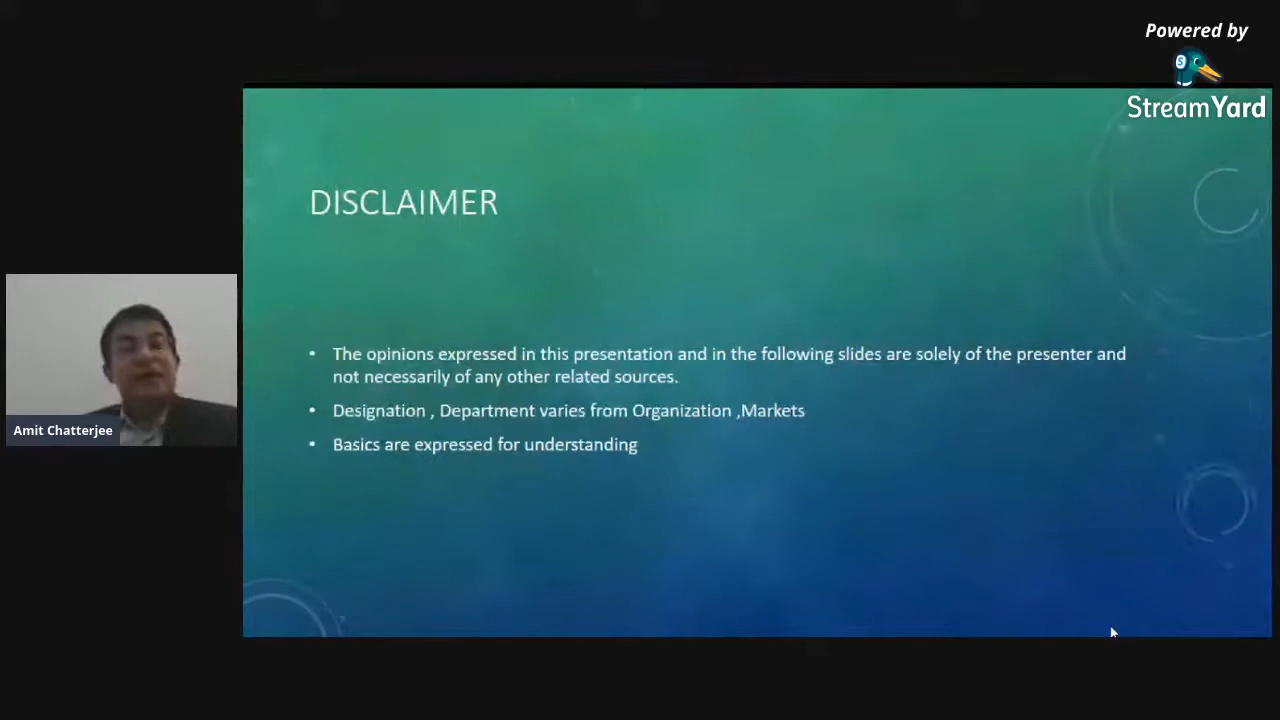 Powered by
StreamYard
DISCLAIMER
• The opinions expressed in this presentation and in the following slides are solely of the presenter and
not necessarily of any other related sources.
• Designation , Department varies from Organization ,Markets
• Basics are expressed for understanding
Amit Chatterjee